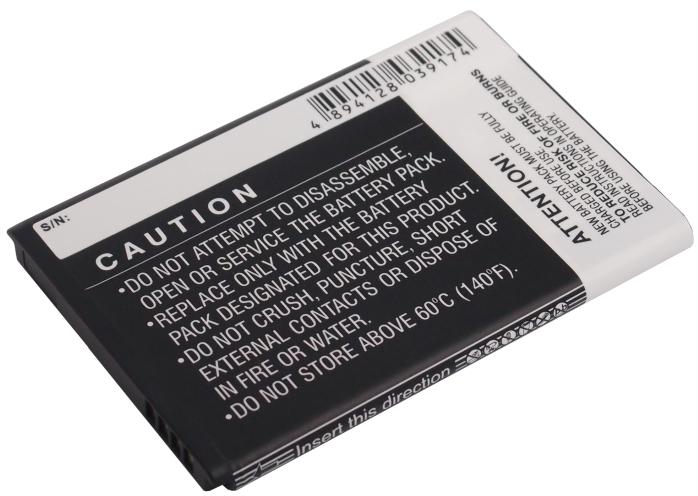 4 894128 039174
S/N:
CAUTION
•DO NOT ATTEMPT TO DISASSEMBLE,
OPEN OR SERVICE THE BATTERY PACK.
•REPLACE ONLY WITH THE BATTERY
PACK DESIGNATED FOR THIS PRODUCT.
•DO NOT CRUSH, PUNCTURE, SHORT
EXTERNAL CONTACTS OR DISPOSE OF
IN FIRE OR WATER.
•DO NOT STORE ABOVE 60°C (140°F).
ATTENTION!
NEW BATTERY PACK MUST BE FULLY
CHARGED BEFORE USE.
TO REDUCE RISK OF FIRE OR BURNS
READ INSTRUCTIONS IN OPERATING GUIDE
BEFORE USING THE BATTERY.
Insert this direction